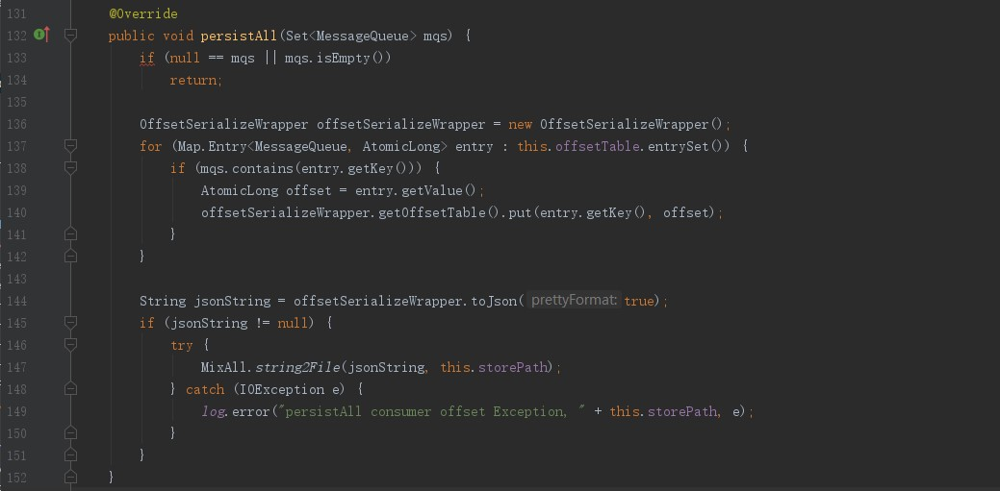 131 @Override
132 public void persistAll(Set<MessageQueue> mqs) {
133 if (null == mqs || mqs.isEmpty())
134 return;
135
136 OffsetSerializeWrapper offsetSerializeWrapper = new OffsetSerializeWrapper();
137 for (Map.Entry<MessageQueue, AtomicLong> entry : this.offsetTable.entrySet()) {
138 if (mqs.contains(entry.getKey())) {
139 AtomicLong offset = entry.getValue();
140 offsetSerializeWrapper.getOffsetTable().put(entry.getKey(), offset);
141 }
142 }
143
144 String jsonString = offsetSerializeWrapper.toJson( prettyFormat: true);
145 if (jsonString != null) {
146 try {
147 MixAll.string2File(jsonString, this.storePath);
148 } catch (IOException e) {
149 log.error("persistAll consumer offset Exception, " + this.storePath, e);
150 }
151 }
152 }